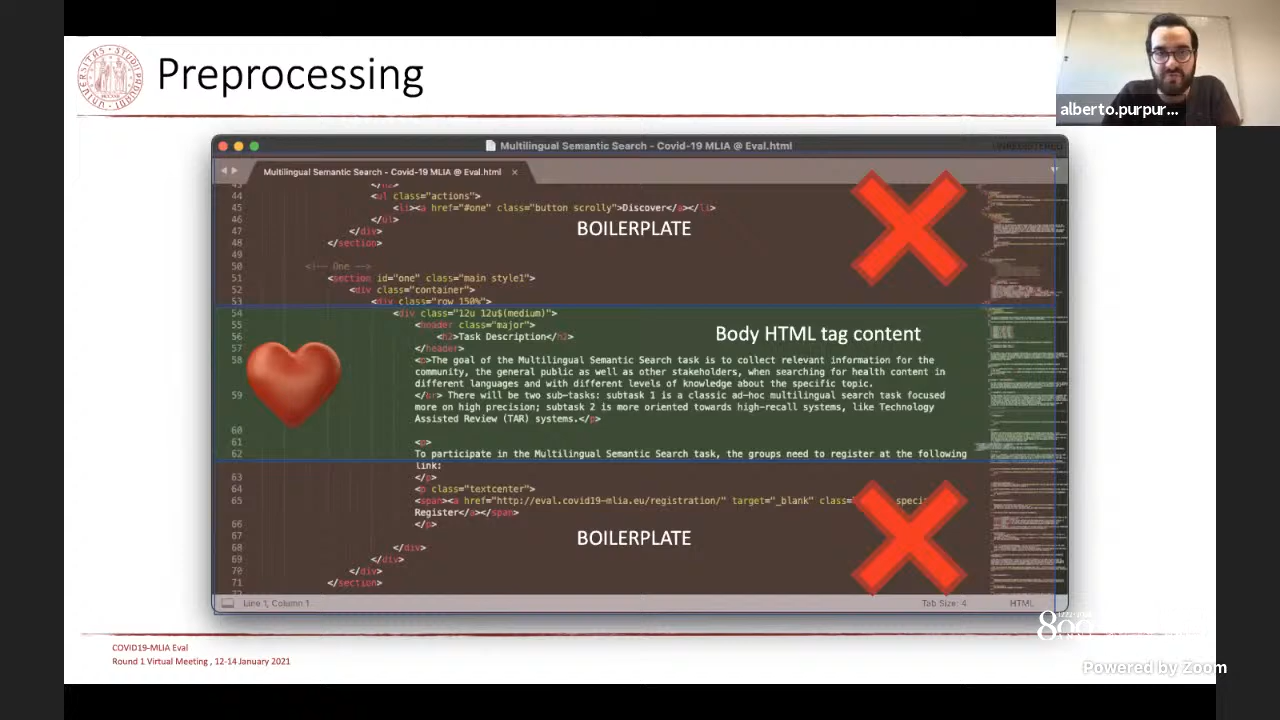 Preprocessing
alberto.purpur...
Multilingual Semantic Search - Covid-19 MLIA @ Eval.html
UNREGISTERED
Multilingual Semantic Search - Covid-19 MLIA @ Eval.html
43 </h2>
44 <ul class="actions">
45 <li><a href="#one" class="button scrolly">Discover</a></li>
46 </ul>
BOILERPLATE
47 </div>
48 </section>
49
50 <!-- One -->
51 <section id="one" class="main style1">
52 <div class="container">
53 <div class="row 150%">
54 <div class="12u 12u$(medium)">
55 <header class="major">
Body HTML tag content
56 <h2>Task Description</h2>
57 </header>
58 <p>The goal of the Multilingual Semantic Search task is to collect relevant information for the
community, the general public as well as other stakeholders, when searching for health content in
different languages and with different levels of knowledge about the specific topic.
59 </br> There will be two sub-tasks: subtask 1 is a classic ad-hoc multilingual search task focused
more on high precision; subtask 2 is more oriented towards high-recall systems, like Technology
Assisted Review (TAR) systems.</p>
60
61 <p>
62 To participate in the Multilingual Semantic Search task, the groups need to register at the following
link:
63 </p>
64 <p class="textcenter">
65 <span><a href="http://eval.covid19-mlia.eu/registration/" target="_blank" class= speci
Register</a></span>
66 </p>
67
BOILERPLATE
68 </div>
69 </div>
70 </div>
71 </section>
Line 1, Column 1
Tab Size: 4
HTML
COVID19-MLIA Eval
Round 1 Virtual Meeting , 12-14 January 2021
Powered by Zoom